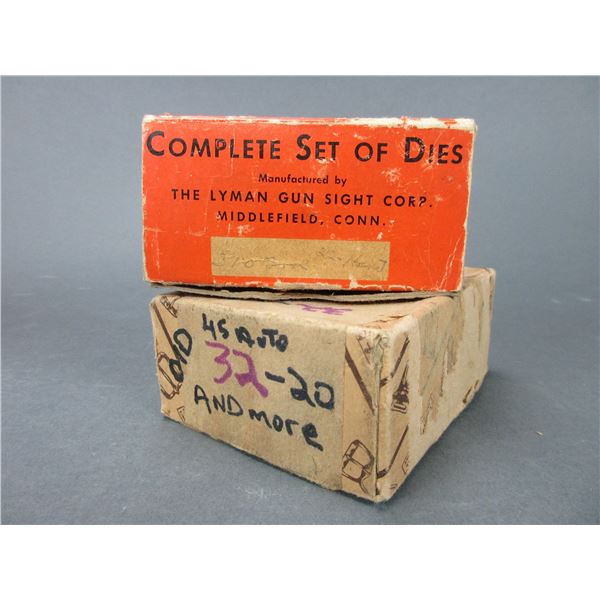 COMPLETE SET OF DIES
Manufactured by
THE LYMAN GUN SIGHT CORP.
MIDDLEFIELD, CONN.
32
45 AUTO
32-20
AND MORE